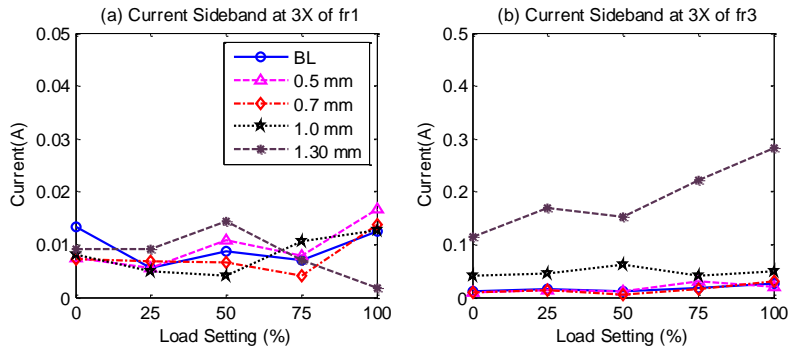 (a) Current Sideband at 3X of fr1
0.05
0.04
0.03
0.02
0.01
0
Current(A)
BL
0.5 mm
0.7 mm
1.0 mm
1.30 mm
0 25 50 75 100
Load Setting (%)
(b) Current Sideband at 3X of fr3
0.5
0.4
0.3
0.2
0.1
0
Current(A)
0 25 50 75 100
Load Setting (%)